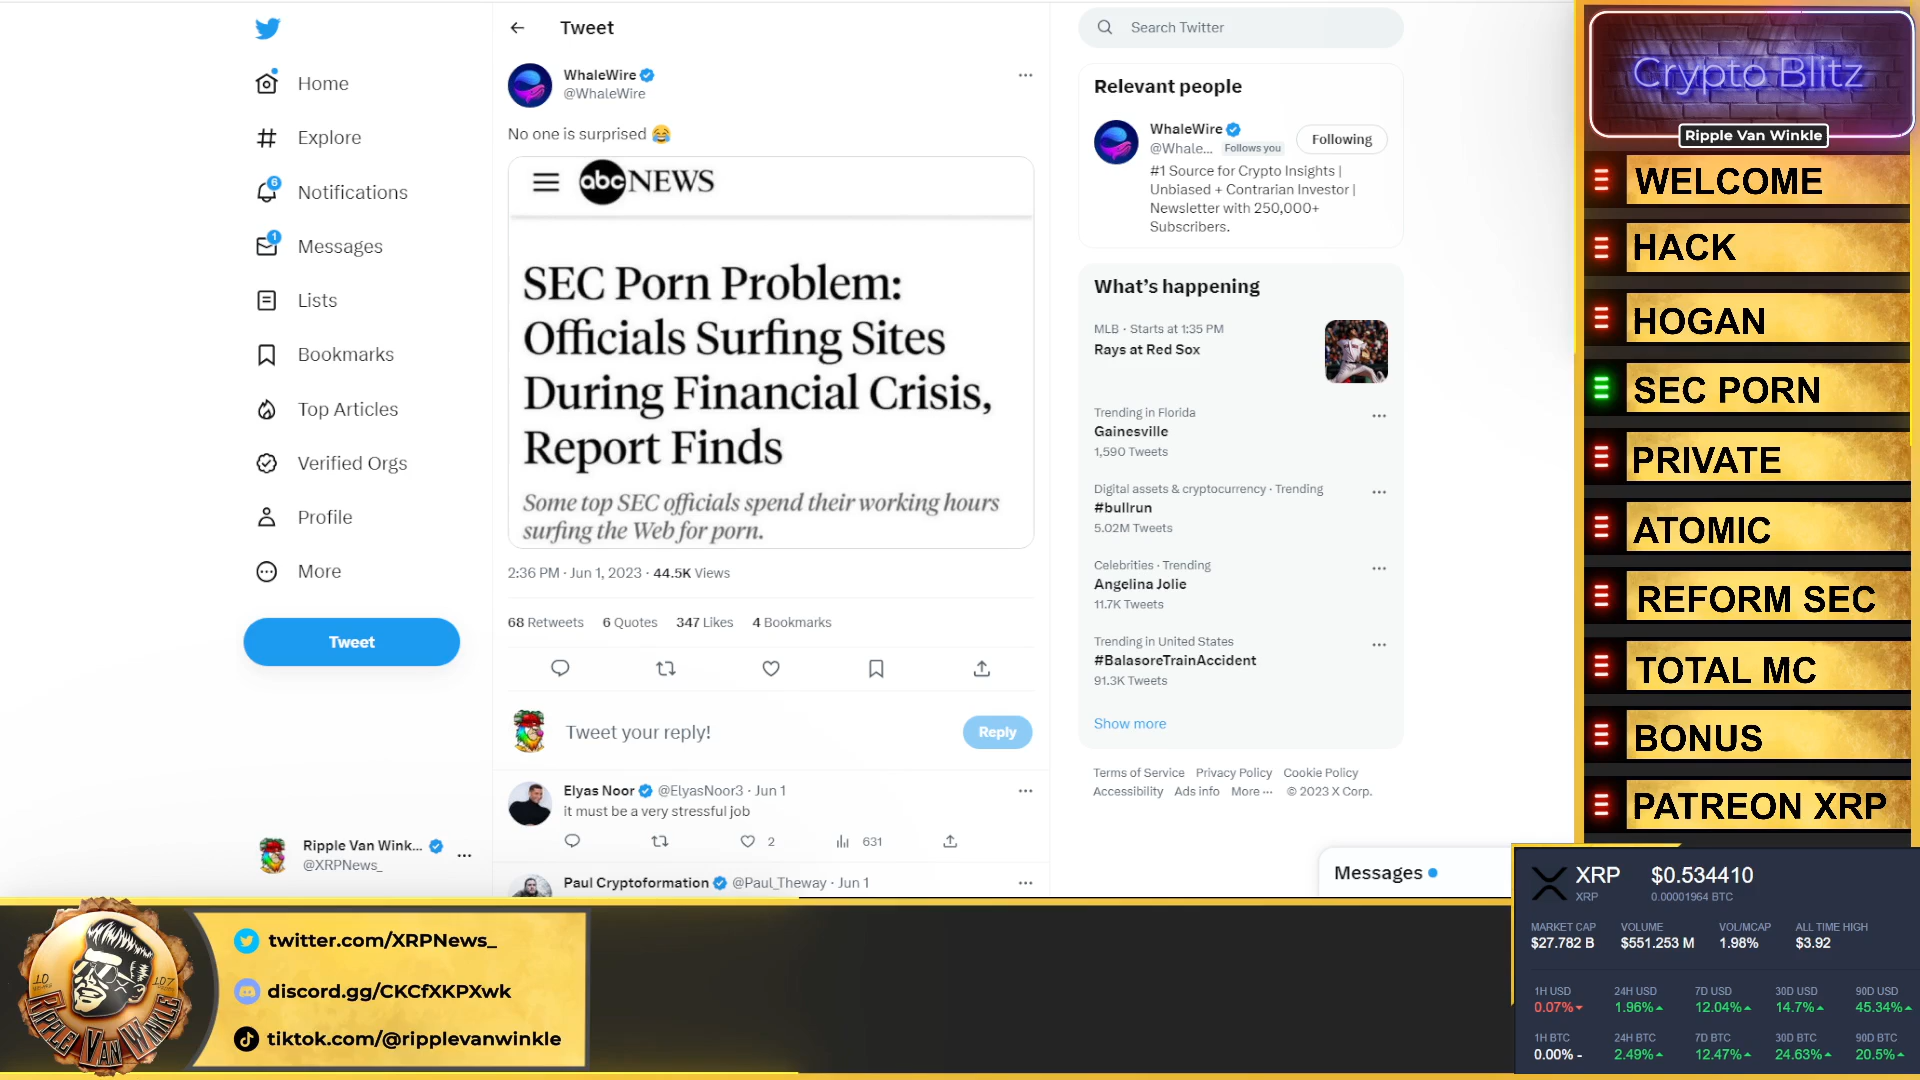 Home
Explore
6
Notifications
1
Messages
Lists
Bookmarks
Top Articles
Verified Orgs
Profile
More
Tweet
Ripple Van Wink...
@XRPNews_
Tweet
WhaleWire
@WhaleWire
No one is surprised 😂
abc NEWS
SEC Porn Problem:
Officials Surfing Sites
During Financial Crisis,
Report Finds
Some top SEC officials spend their working hours
surfing the Web for porn.
2:36 PM · Jun 1, 2023 · 44.5K Views
68 Retweets 6 Quotes 347 Likes 4 Bookmarks
Tweet your reply!
Reply
Elyas Noor @ElyasNoor3 · Jun 1
it must be a very stressful job
2 631
Paul Cryptoformation @Paul_Theway · Jun 1
Search Twitter
Relevant people
WhaleWire
@Whale... Follows you
Following
#1 Source for Crypto Insights |
Unbiased + Contrarian Investor |
Newsletter with 250,000+
Subscribers.
What's happening
MLB · Starts at 1:35 PM
Rays at Red Sox
Trending in Florida
Gainesville
1,590 Tweets
Digital assets & cryptocurrency · Trending
#bullrun
5.02M Tweets
Celebrities · Trending
Angelina Jolie
11.7K Tweets
Trending in United States
#BalasoreTrainAccident
91.3K Tweets
Show more
Terms of Service Privacy Policy Cookie Policy
Accessibility Ads info More ··· © 2023 X Corp.
Messages
Crypto Blitz
Ripple Van Winkle
WELCOME
HACK
HOGAN
SEC PORN
PRIVATE
ATOMIC
REFORM SEC
TOTAL MC
BONUS
PATREON XRP
XRP $0.534410
XRP 0.00001964 BTC
MARKET CAP VOLUME VOL/MCAP ALL TIME HIGH
$27.782 B $551.253 M 1.98% $3.92
1H USD 24H USD 7D USD 30D USD 90D USD
0.07% 1.96% 12.04% 14.7% 45.34%
1H BTC 24H BTC 7D BTC 30D BTC 90D BTC
0.00% - 2.49% 12.47% 24.63% 20.5%
10 107
RIPPLE VAN WINKLE
twitter.com/XRPNews_
discord.gg/CKCfXKPXwk
tiktok.com/@ripplevanwinkle